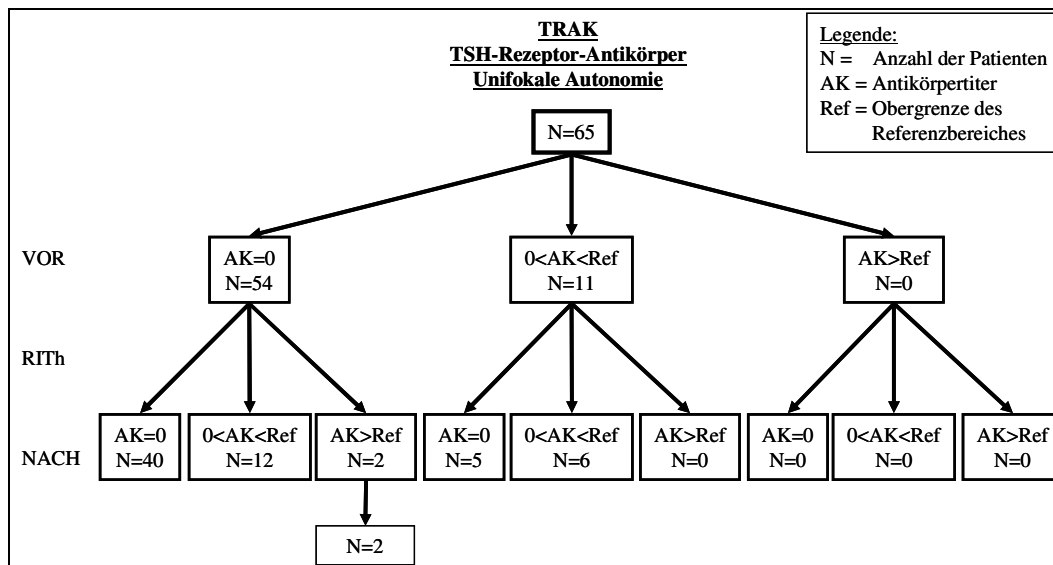 TRAK
TSH-Rezeptor-Antikörper
Unifokale Autonomie
Legende:
N = Anzahl der Patienten
AK = Antikörpertiter
Ref = Obergrenze des
Referenzbereiches
N=65
VOR
AK=0
N=54
0<AK<Ref
N=11
AK>Ref
N=0
RITh
NACH
AK=0
N=40
0<AK<Ref
N=12
AK>Ref
N=2
AK=0
N=5
0<AK<Ref
N=6
AK>Ref
N=0
AK=0
N=0
0<AK<Ref
N=0
AK>Ref
N=0
N=2